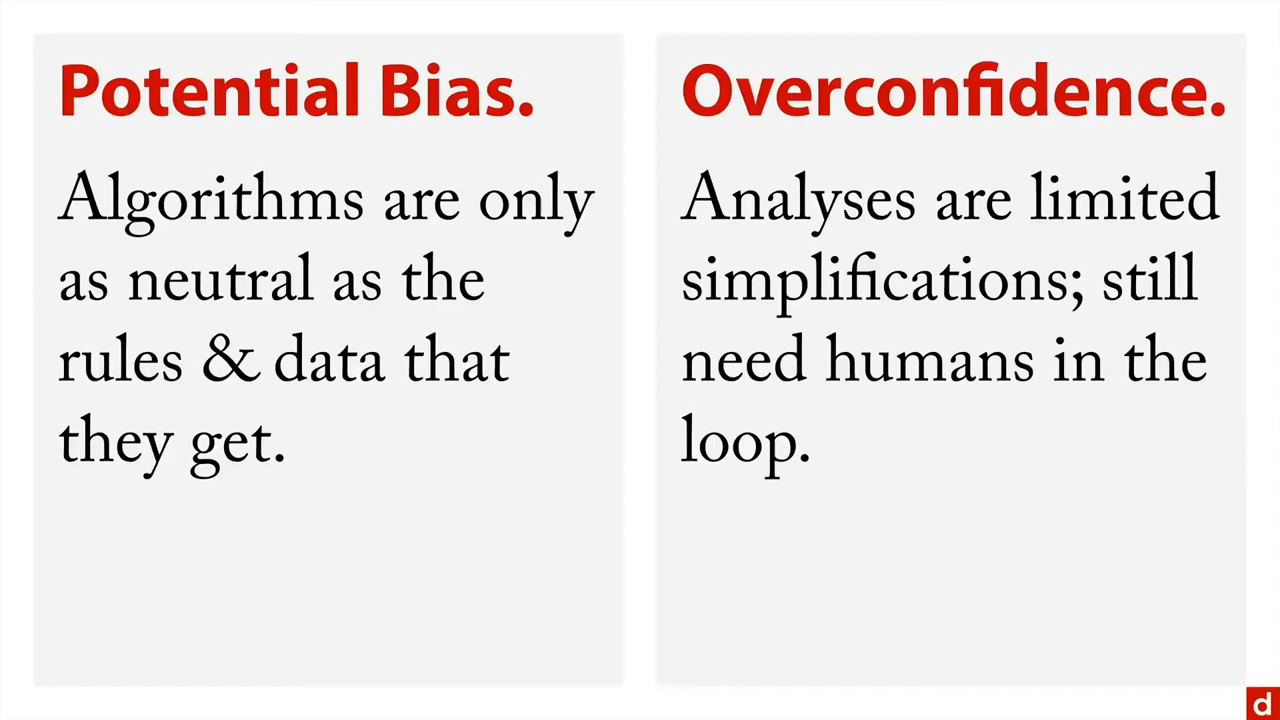 Potential Bias.
Algorithms are only
as neutral as the
rules & data that
they get.
Overconfidence.
Analyses are limited
simplifications; still
need humans in the
loop.
d